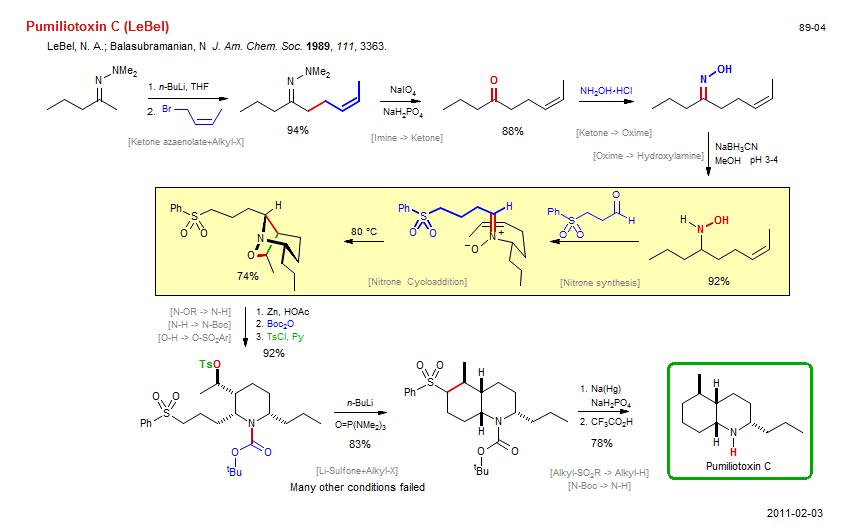 Pumiliotoxin C (LeBel)
89-04
LeBel, N. A.; Balasubramanian, N J. Am. Chem. Soc. 1989, 111, 3363.
N NMe2
1. n-BuLi, THF
2. Br
[Ketone azaenolate+Alkyl-X]
N NMe2
94%
NaIO4
NaH2PO4
[Imine -> Ketone]
O
88%
NH2OH•HCl
[Ketone -> Oxime]
N OH
[Oxime -> Hydroxylamine]
NaBH3CN
MeOH pH 3-4
H N OH
92%
Ph S O O O H
[Nitrone synthesis]
Ph S O O H N + −O
[Nitrone Cycloaddition]
80 °C
Ph S O O H N O
74%
[N-OR -> N-H]
[N-H -> N-Boc]
[O-H -> O-SO2Ar]
1. Zn, HOAc
2. Boc2O
3. TsCl, Py
92%
TsO
O O
S
Ph
N
O O
tBu
n-BuLi
O=P(NMe2)3
83%
[Li-Sulfone+Alkyl-X]
Many other conditions failed
O O
S H
Ph
N
H
O O
tBu
1. Na(Hg)
NaH2PO4
2. CF3CO2H
78%
[Alkyl-SO2R -> Alkyl-H]
[N-Boc -> N-H]
H
N
H H
Pumiliotoxin C
2011-02-03